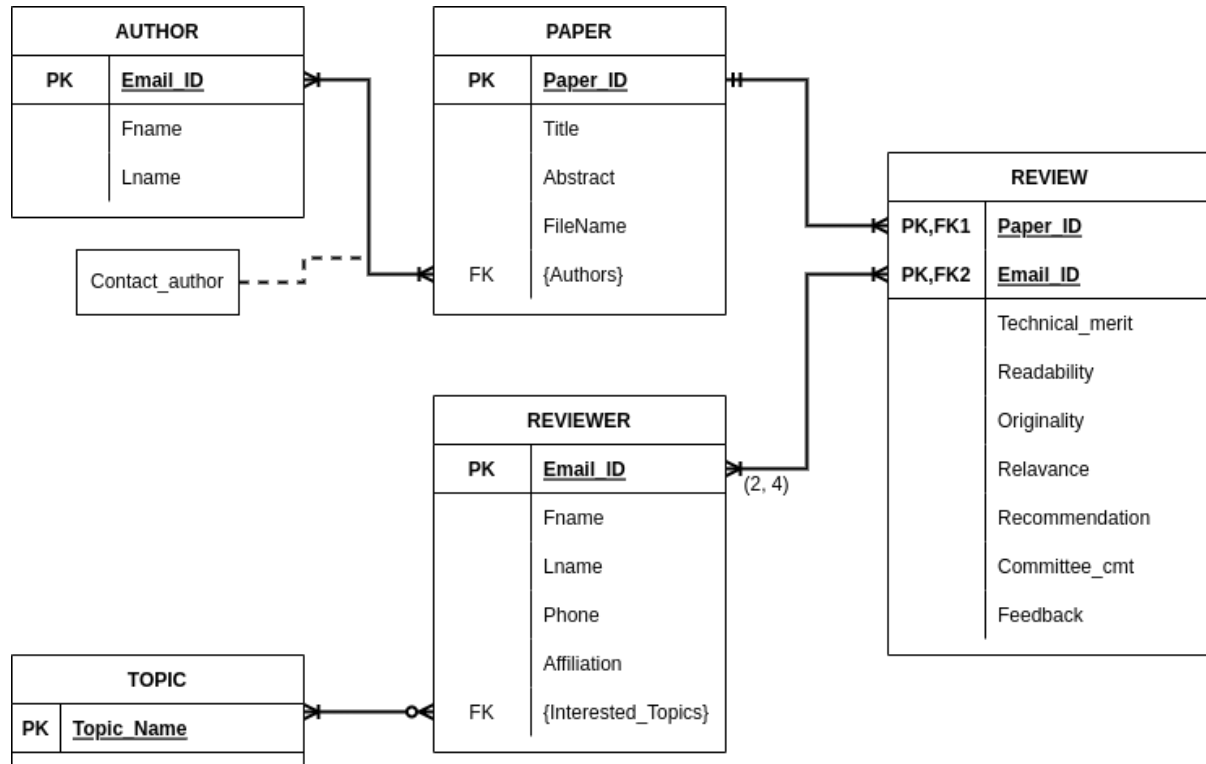 AUTHOR
PK Email_ID
Fname
Lname
Contact_author
PAPER
PK Paper_ID
Title
Abstract
FileName
FK {Authors}
REVIEW
PK,FK1 Paper_ID
PK,FK2 Email_ID
Technical_merit
Readability
Originality
Relavance
Recommendation
Committee_cmt
Feedback
REVIEWER
PK Email_ID
(2, 4)
Fname
Lname
Phone
Affiliation
FK {Interested_Topics}
TOPIC
PK Topic_Name